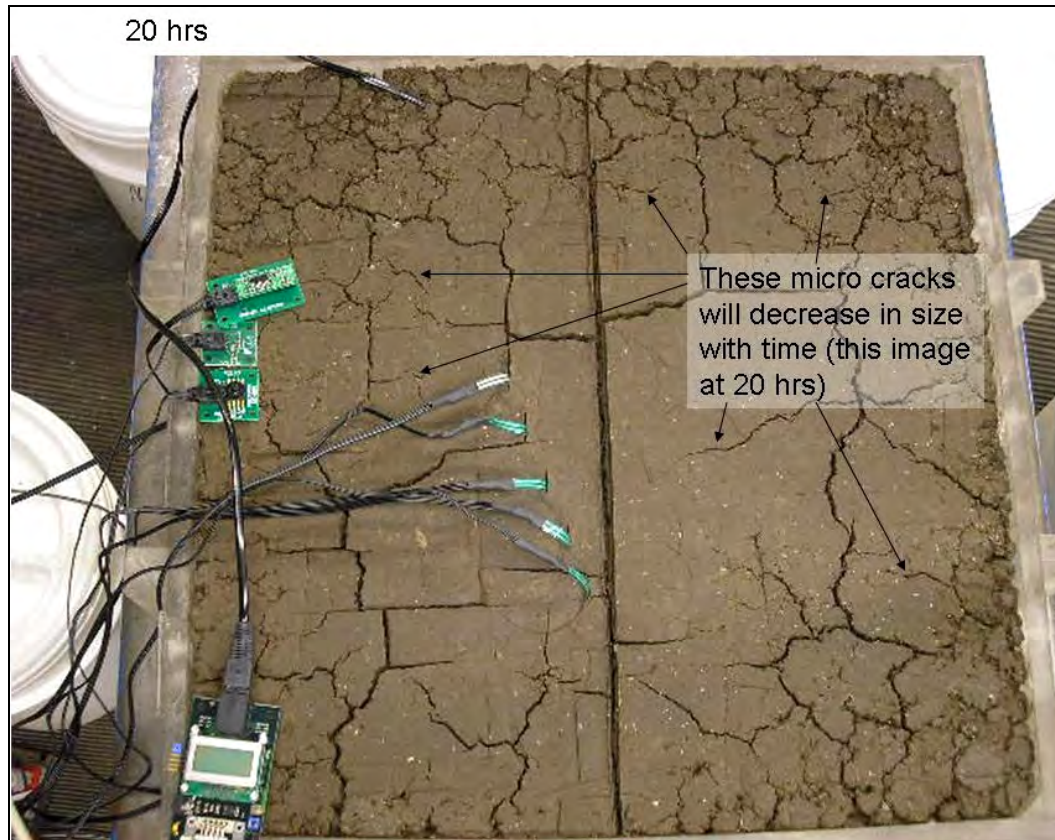 20 hrs
These micro cracks
will decrease in size
with time (this image
at 20 hrs)